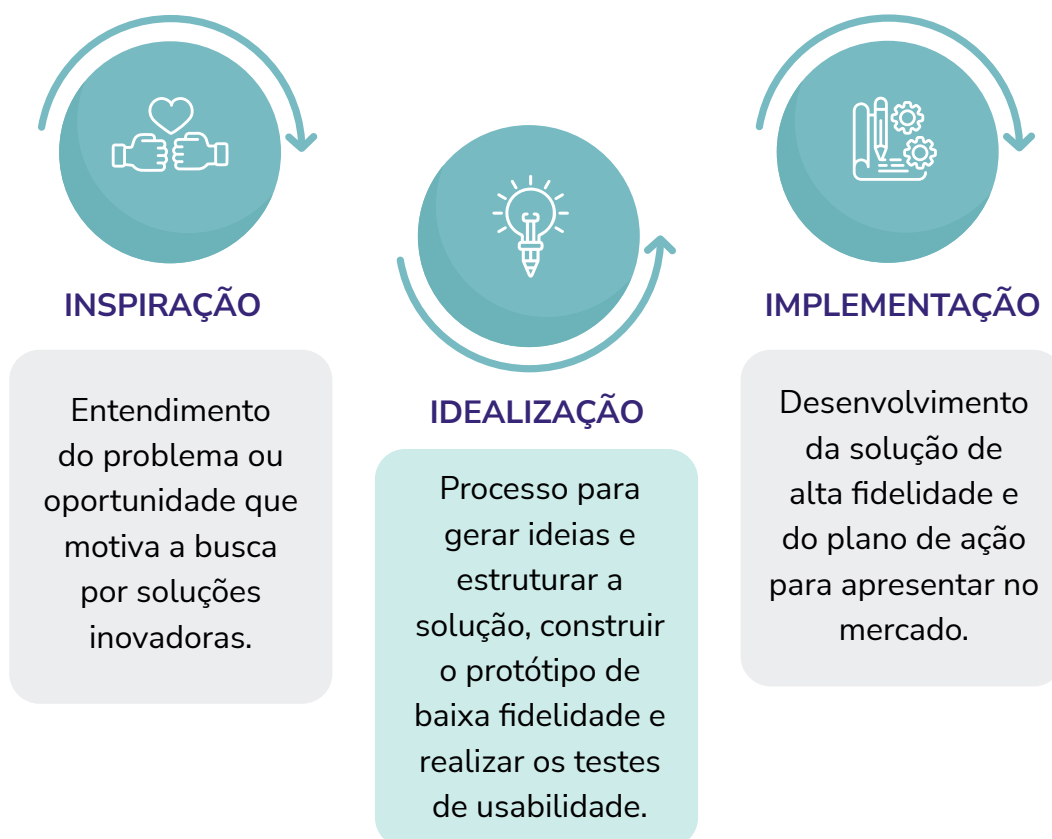 INSPIRAÇÃO
Entendimento
do problema ou
oportunidade que
motiva a busca
por soluções
inovadoras.
IDEALIZAÇÃO
Processo para
gerar ideias e
estruturar a
solução, construir
o protótipo de
baixa fidelidade e
realizar os testes
de usabilidade.
IMPLEMENTAÇÃO
Desenvolvimento
da solução de
alta fidelidade e
do plano de ação
para apresentar no
mercado.